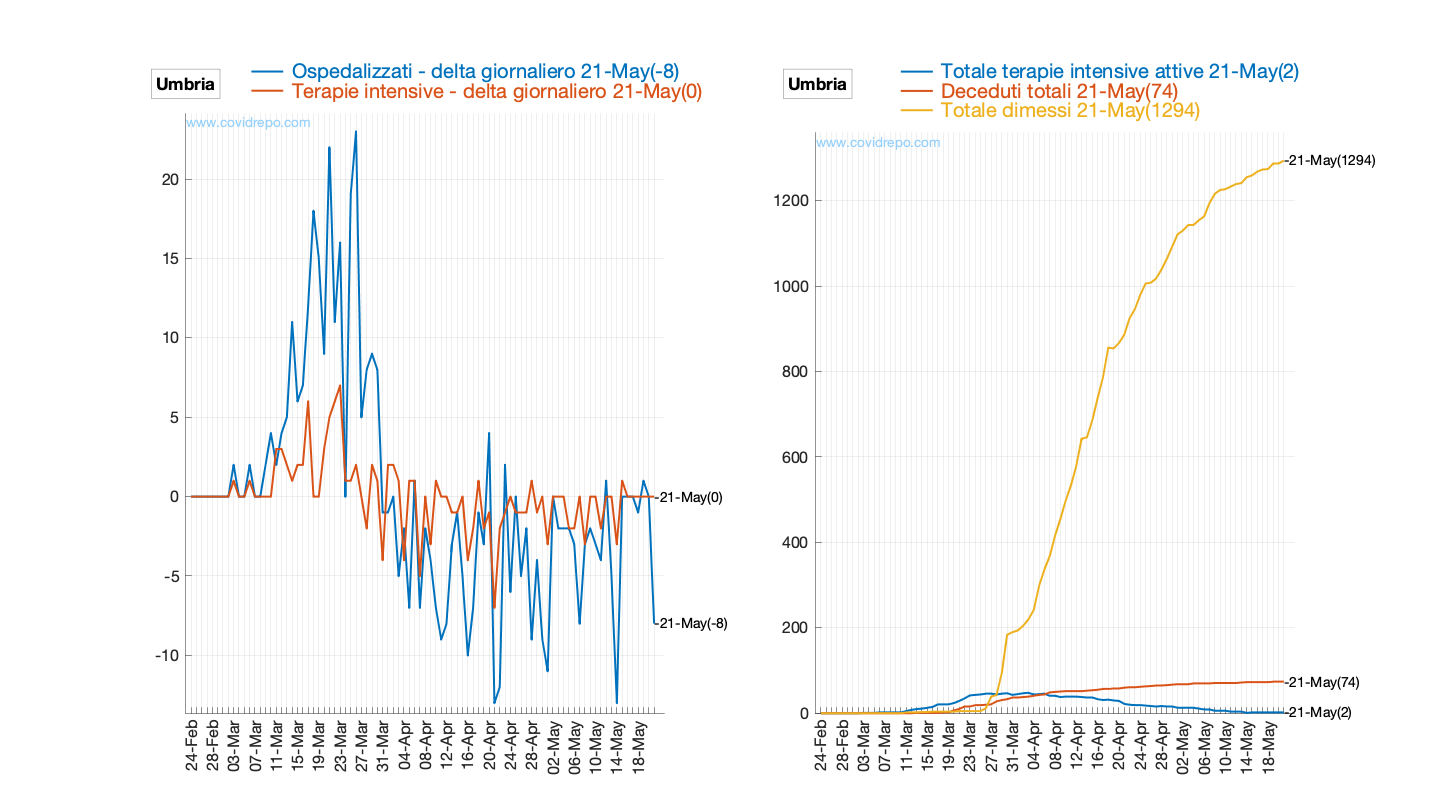 Umbria
Ospedalizzati - delta giornaliero 21-May(-8)
Terapie intensive - delta giornaliero 21-May(0)
www.covidrepo.com
20
15
10
5
0
-5
-10
21-May(0)
21-May(-8)
24-Feb
28-Feb
03-Mar
07-Mar
11-Mar
15-Mar
19-Mar
23-Mar
27-Mar
31-Mar
04-Apr
08-Apr
12-Apr
16-Apr
20-Apr
24-Apr
28-Apr
02-May
06-May
10-May
14-May
18-May
Umbria
Totale terapie intensive attive 21-May(2)
Deceduti totali 21-May(74)
Totale dimessi 21-May(1294)
www.covidrepo.com
1200
1000
800
600
400
200
0
21-May(1294)
21-May(74)
21-May(2)
24-Feb
28-Feb
03-Mar
07-Mar
11-Mar
15-Mar
19-Mar
23-Mar
27-Mar
31-Mar
04-Apr
08-Apr
12-Apr
16-Apr
20-Apr
24-Apr
28-Apr
02-May
06-May
10-May
14-May
18-May